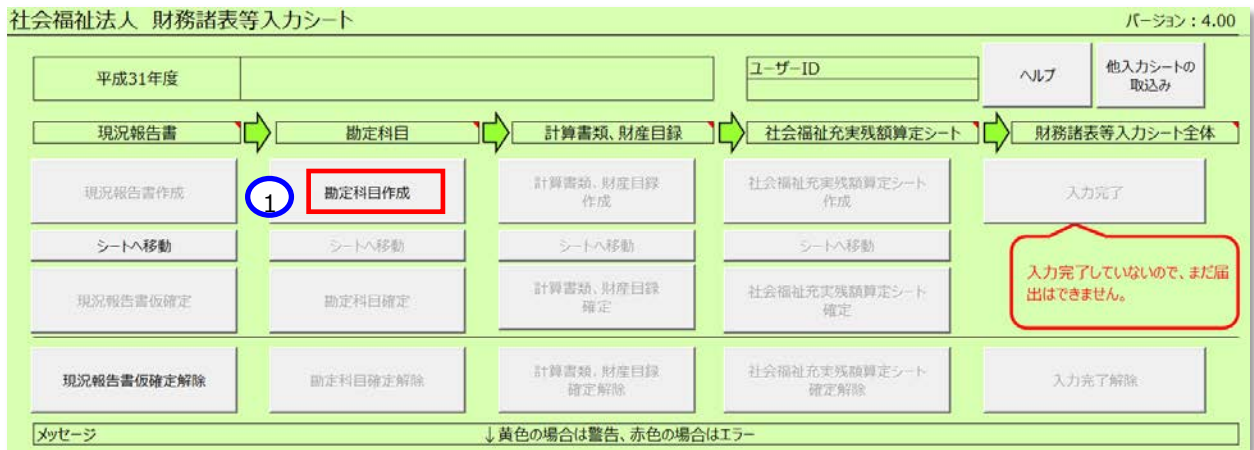 社会福祉法人 財務諸表等入力シート
バージョン：4.00
平成31年度
ユーザーID
ヘルプ
他入力シートの
取込み
現況報告書
勘定科目
計算書類、財産目録
社会福祉充実残額算定シート
財務諸表等入力シート全体
現況報告書作成
1
勘定科目作成
計算書類、財産目録
作成
社会福祉充実残額算定シート
作成
入力完了
シートへ移動
シートへ移動
シートへ移動
シートへ移動
入力完了していないので、まだ届
出はできません。
現況報告書仮確定
勘定科目確定
計算書類、財産目録
確定
社会福祉充実残額算定シート
確定
現況報告書仮確定解除
勘定科目確定解除
計算書類、財産目録
確定解除
社会福祉充実残額算定シート
確定解除
入力完了解除
メッセージ
↓黄色の場合は警告、赤色の場合はエラー